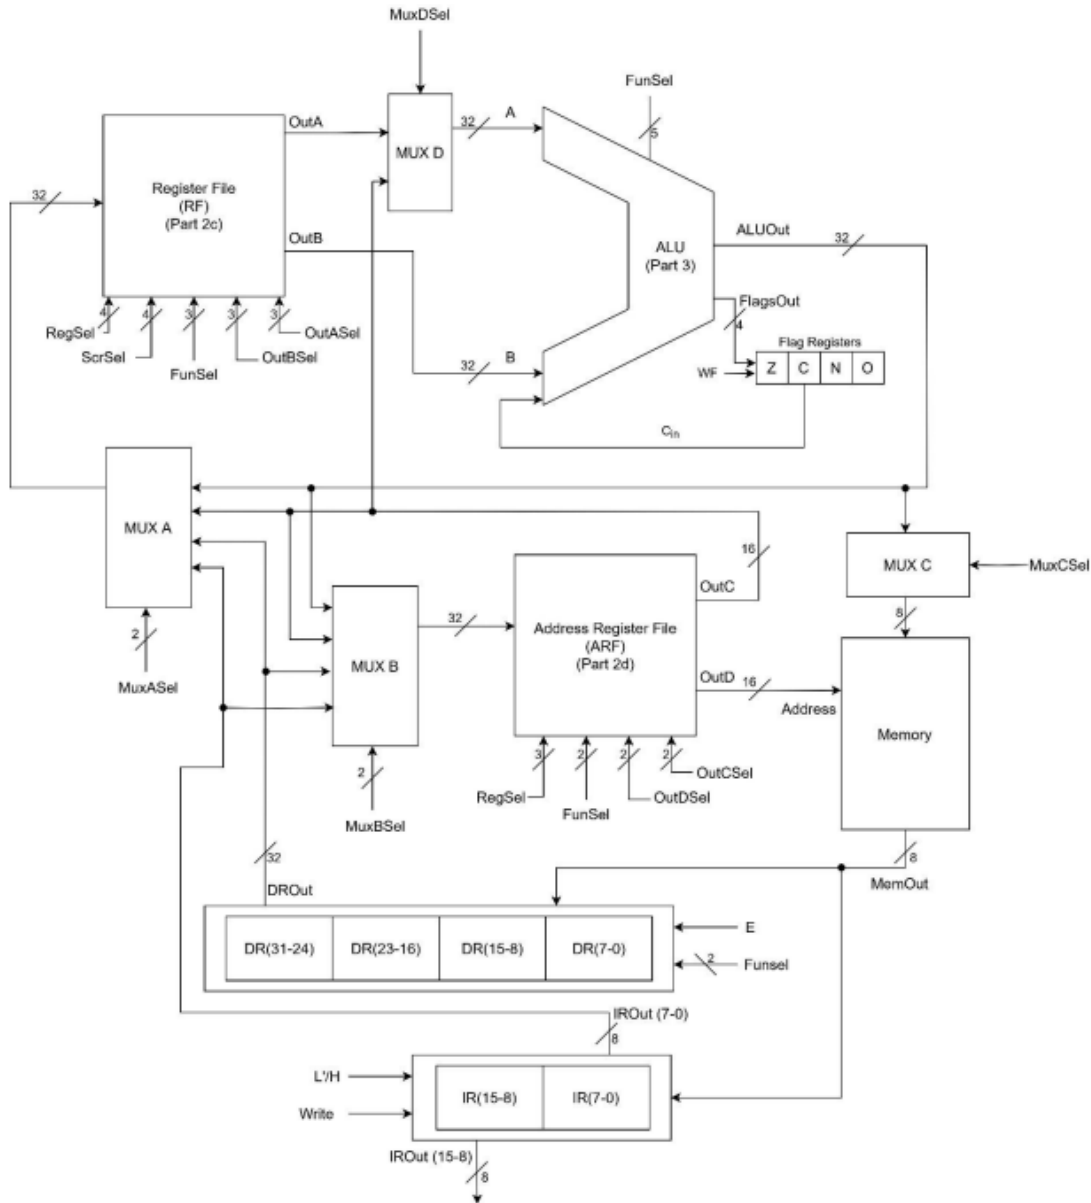 MuxDSel
FunSel
OutA
32
A
5
MUX D
32
Register File
(RF)
(Part 2c)
OutB
ALU
(Part 3)
ALUOut
32
FlagsOut
4
4
4
3
3
3
RegSel
OutASel
ScrSel
OutBSel
FunSel
32
B
Flag Registers
WF
Z
C
N
O
Cin
MUX A
16
MUX C
MuxCSel
OutC
8
32
Address Register File
(ARF)
(Part 2d)
MUX B
2
MuxASel
OutD
16
Address
Memory
3
2
2
2
OutCSel
RegSel
OutDSel
FunSel
2
MuxBSel
32
8
DROut
MemOut
E
DR(31-24)
DR(23-16)
DR(15-8)
DR(7-0)
2
Funsel
IROut (7-0)
8
L'/H
IR(15-8)
IR(7-0)
Write
IROut (15-8)
8